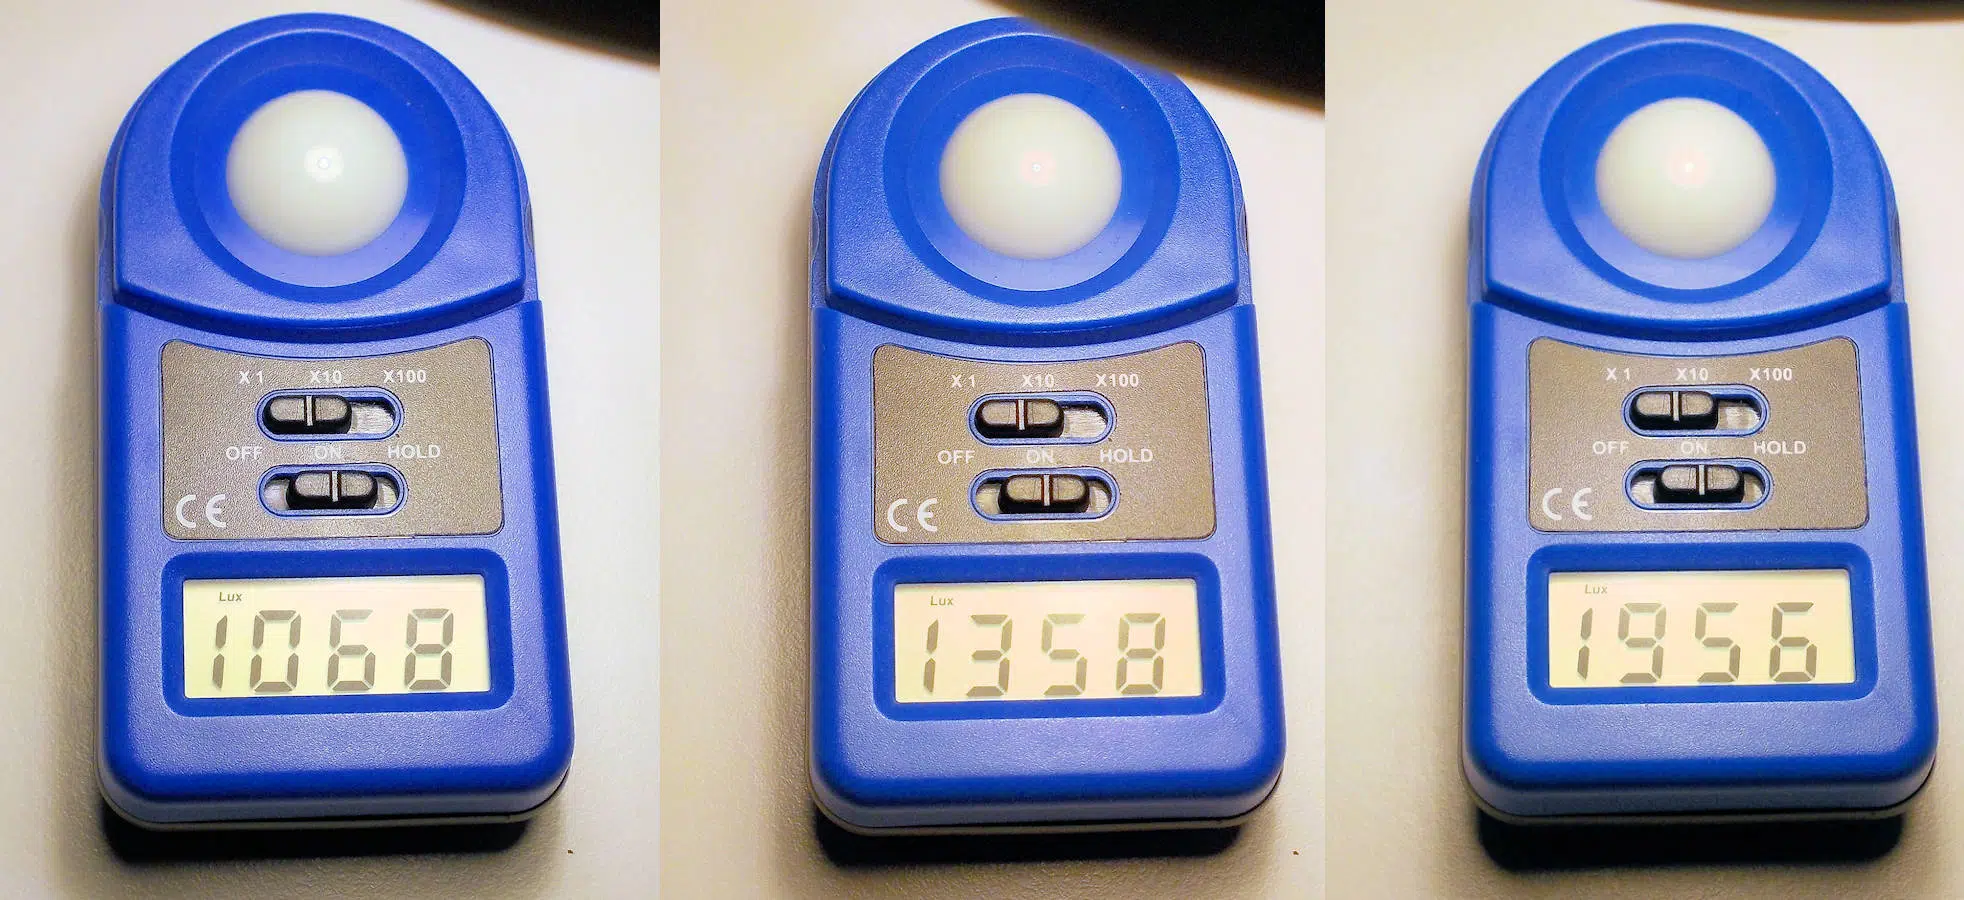 X 1 X10 X100
OFF ON HOLD
CE
Lux
1068
X 1 X10 X100
OFF ON HOLD
CE
Lux
1358
X 1 X10 X100
OFF ON HOLD
CE
Lux
1956